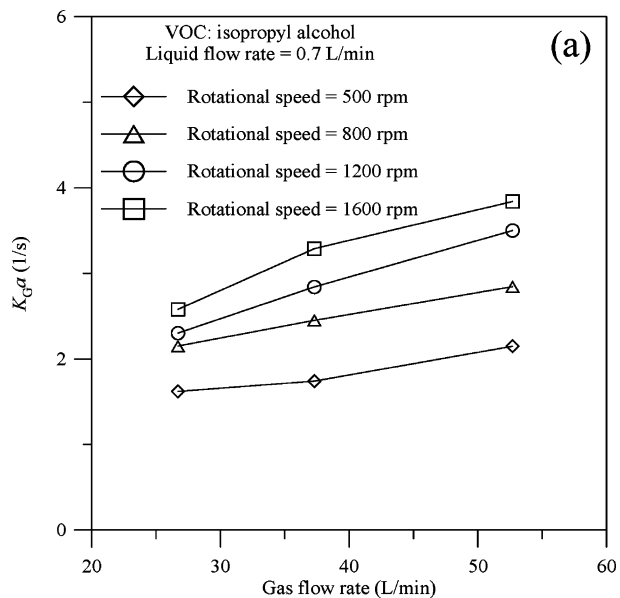 VOC: isopropyl alcohol
Liquid flow rate = 0.7 L/min
(a)
Rotational speed = 500 rpm
Rotational speed = 800 rpm
Rotational speed = 1200 rpm
Rotational speed = 1600 rpm
6
4
2
0
K_G a (1/s)
20 30 40 50 60
Gas flow rate (L/min)